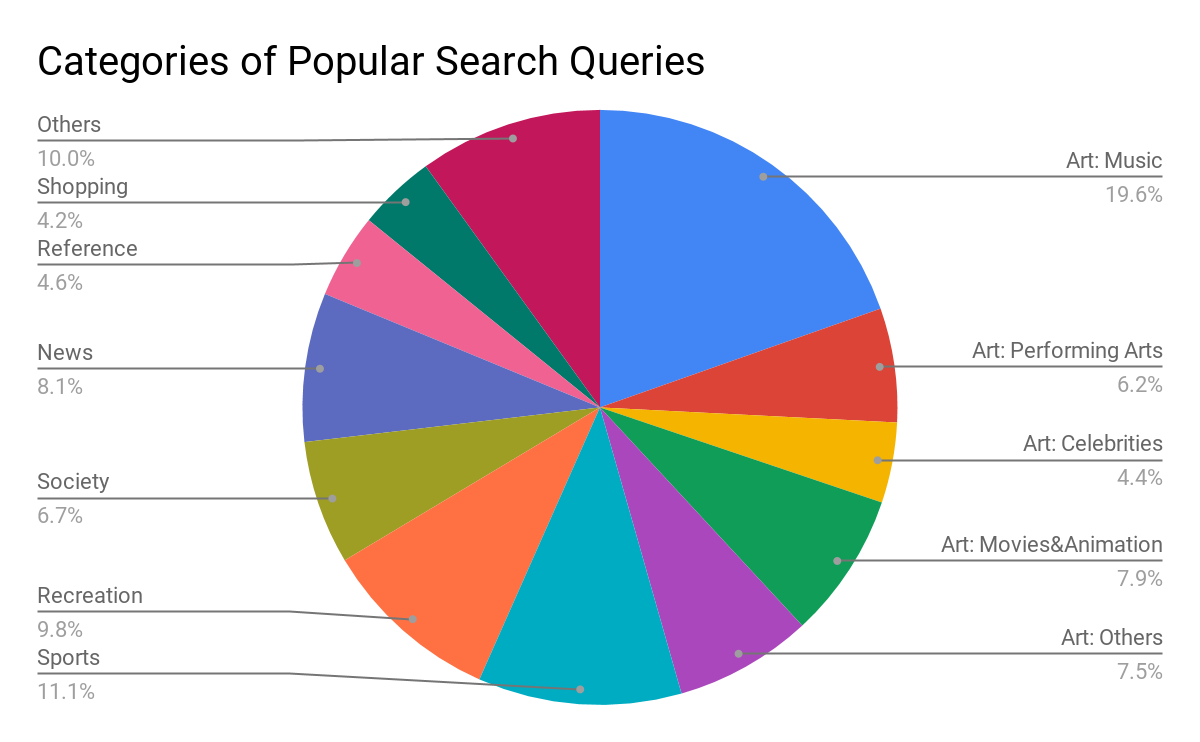 Categories of Popular Search Queries
Others
10.0%
Shopping
4.2%
Reference
4.6%
News
8.1%
Society
6.7%
Recreation
9.8%
Sports
11.1%
Art: Music
19.6%
Art: Performing Arts
6.2%
Art: Celebrities
4.4%
Art: Movies&Animation
7.9%
Art: Others
7.5%